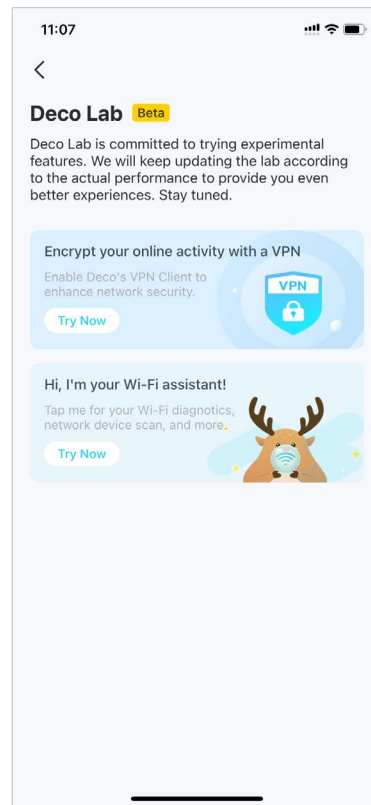 11:07
Deco Lab Beta
Deco Lab is committed to trying experimental
features. We will keep updating the lab according
to the actual performance to provide you even
better experiences. Stay tuned.
Encrypt your online activity with a VPN
Enable Deco's VPN Client to
enhance network security.
VPN
Try Now
Hi, I'm your Wi-Fi assistant!
Tap me for your Wi-Fi diagnotics,
network device scan, and more.
Try Now